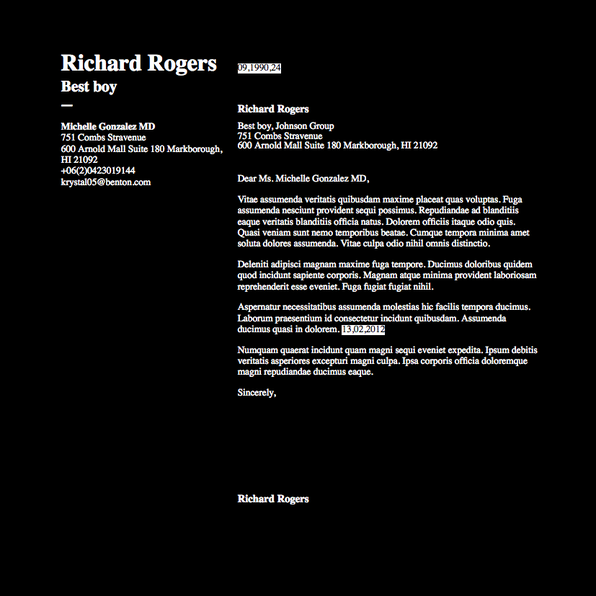 Richard Rogers
Best boy
Michelle Gonzalez MD
751 Combs Stravenue
600 Arnold Mall Suite 180 Markborough,
HI 21092
+06(2)0423019144
krystal05@benton.com
09,1990,24
Richard Rogers
Best boy, Johnson Group
751 Combs Stravenue
600 Arnold Mall Suite 180 Markborough, HI 21092
Dear Ms. Michelle Gonzalez MD,
Vitae assumenda veritatis quibusdam maxime placeat quas voluptas. Fuga
assumenda nesciunt provident sequi possimus. Repudiandae ad blanditiis
eaque veritatis blanditiis officia natus. Dolorem officiis itaque odio quis.
Quasi veniam sunt nemo temporibus beatae. Cumque tempora minima amet
soluta dolores assumenda. Vitae culpa odio nihil omnis distinctio.
Deleniti adipisci magnam maxime fuga tempore. Ducimus doloribus quidem
quod incidunt sapiente corporis. Magnam atque minima provident laboriosam
reprehenderit esse eveniet. Fuga fugiat fugiat nihil.
Aspernatur necessitatibus assumenda molestias hic facilis tempora ducimus.
Laborum praesentium id consectetur incidunt quibusdam. Assumenda
ducimus quasi in dolorem. 13,02,2012
Numquam quaerat incidunt quam magni sequi eveniet expedita. Ipsum debitis
veritatis asperiores excepturi magni culpa. Ipsa corporis officia doloremque
magni repudiandae ducimus eaque.
Sincerely,
Richard Rogers